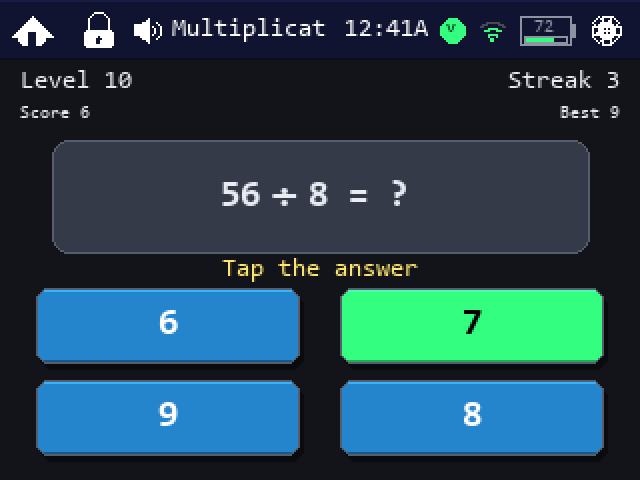 Multiplicat 12:41A 72
Level 10 Streak 3
Score 6 Best 9
56 ÷ 8 = ?
Tap the answer
6 7
9 8